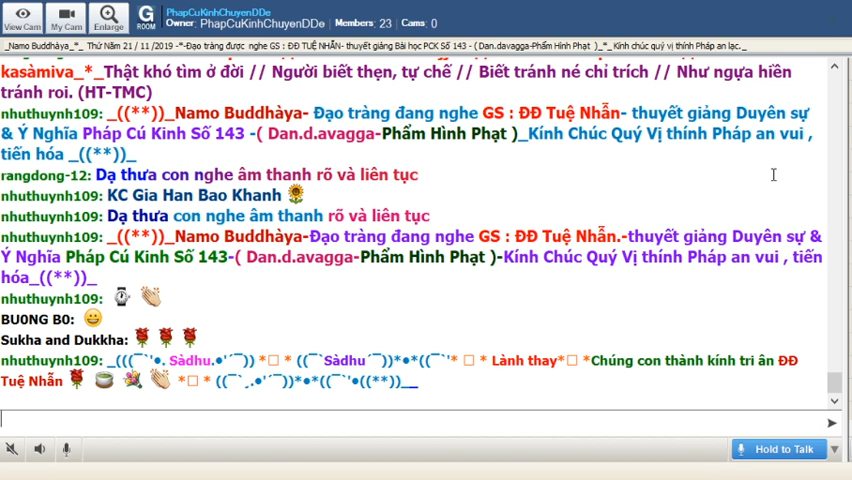 View Cam
My Cam
Enlarge
G
ROOM
PhapCuKinhChuyenDDe
Owner: PhapCuKinhChuyenDDe Members: 23 Cams: 0
_Namo Buddhàya_*_ Thứ Năm 21 / 11 /2019 -*-Đạo tràng được nghe GS : ĐĐ TUỆ NHẪN- thuyết giảng Bài học PCK Số 143 - ( Dan.davagga-Phẩm Hình Phạt )_*_ Kính chúc quý vị thính Pháp an lạc._
kasàmiva_*_Thật khó tìm ở đời // Người biết thẹn, tự chế // Biết tránh né chỉ trích // Như ngựa hiền
tránh roi. (HT-TMC)
nhuthuynh109: _((**))_Namo Buddhàya- Đạo tràng đang nghe GS : ĐĐ Tuệ Nhẫn- thuyết giảng Duyên sự
& Ý Nghĩa Pháp Cú Kinh Số 143 -( Dan.d.avagga-Phẩm Hình Phạt )_Kính Chúc Quý Vị thính Pháp an vui ,
tiến hóa _((**))_
rangdong-12: Dạ thưa con nghe âm thanh rõ và liên tục
nhuthuynh109: KC Gia Han Bao Khanh 🌻
nhuthuynh109: Dạ thưa con nghe âm thanh rõ và liên tục
nhuthuynh109: _((**))_Namo Buddhàya-Đạo tràng đang nghe GS : ĐĐ Tuệ Nhẫn.-thuyết giảng Duyên sự &
Ý Nghĩa Pháp Cú Kinh Số 143-( Dan.d.avagga-Phẩm Hình Phạt )-Kính Chúc Quý Vị thính Pháp an vui , tiến
hóa_((**))_
nhuthuynh109: ⌚ 👏
BU0NG B0: 😀
Sukha and Dukkha: 🌹 🌹 🌹
nhuthuynh109: _(((¯`'•. Sàdhu.•'´¯)) *□ * ((¯`Sàdhu´¯))*•*((¯`'* □ * Lành thay*□ *Chúng con thành kính tri ân ĐĐ
Tuệ Nhẫn 🌹 🍵 💐 👏 *□ * ((¯`¸.•'´¯))*•*((¯`'•((**))__
Hold to Talk